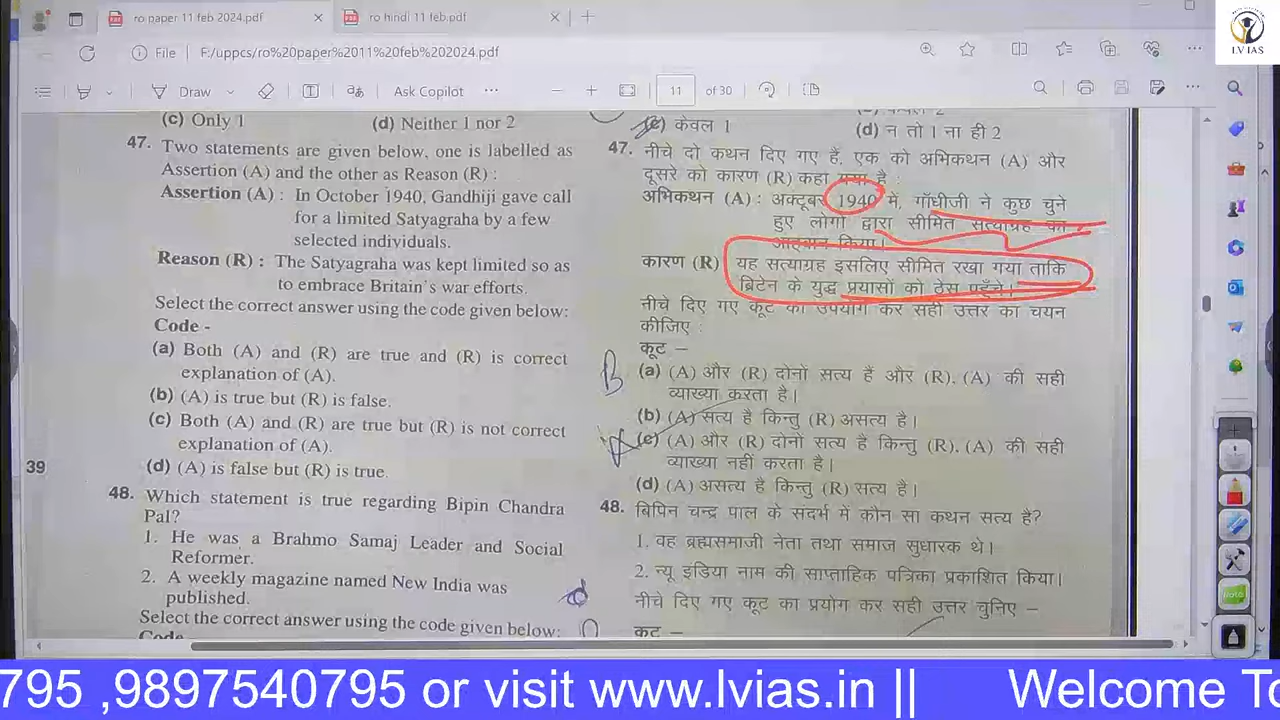 ro paper 11 feb 2024.pdf
ro hindi 11 feb.pdf
File F:/uppcs/ro%20paper%2011%20feb%202024.pdf
LV IAS
Draw
Ask Copilot
11 of 30
(c) Only 1 (d) Neither 1 nor 2
47. Two statements are given below, one is labelled as
Assertion (A) and the other as Reason (R) :
Assertion (A) : In October 1940, Gandhiji gave call
for a limited Satyagraha by a few
selected individuals.
Reason (R) : The Satyagraha was kept limited so as
to embrace Britain's war efforts.
Select the correct answer using the code given below:
Code -
(a) Both (A) and (R) are true and (R) is correct
explanation of (A).
(b) (A) is true but (R) is false.
(c) Both (A) and (R) are true but (R) is not correct
explanation of (A).
(d) (A) is false but (R) is true.
39
48. Which statement is true regarding Bipin Chandra
Pal?
1. He was a Brahmo Samaj Leader and Social
Reformer.
2. A weekly magazine named New India was
published.
Select the correct answer using the code given below:
Code
(c) केवल 1 (d) न तो 1 ना ही 2
47. नीचे दो कथन दिए गए हैं, एक को अभिकथन (A) और
दूसरे को कारण (R) कहा गया है :
अभिकथन (A) : अक्टूबर 1940 में, गाँधीजी ने कुछ चुने
हुए लोगों द्वारा सीमित सत्याग्रह का
आह्वान किया।
कारण (R) यह सत्याग्रह इसलिए सीमित रखा गया ताकि
ब्रिटेन के युद्ध प्रयासों को ठेस पहुँचे।
नीचे दिए गए कूट का उपयोग कर सही उत्तर का चयन
कीजिए :
कूट –
B
(a) (A) और (R) दोनों सत्य हैं और (R), (A) की सही
व्याख्या करता है।
(b) (A) सत्य है किन्तु (R) असत्य है।
(c) (A) और (R) दोनों सत्य है किन्तु (R), (A) की सही
व्याख्या नहीं करता है।
(d) (A) असत्य है किन्तु (R) सत्य है।
48. बिपिन चन्द्र पाल के संदर्भ में कौन सा कथन सत्य है?
1. वह ब्रह्मसमाजी नेता तथा समाज सुधारक थे।
2. न्यू इंडिया नाम की साप्ताहिक पत्रिका प्रकाशित किया।
नीचे दिए गए कूट का प्रयोग कर सही उत्तर चुनिए –
कूट –
795 ,9897540795 or visit www.lvias.in || Welcome To